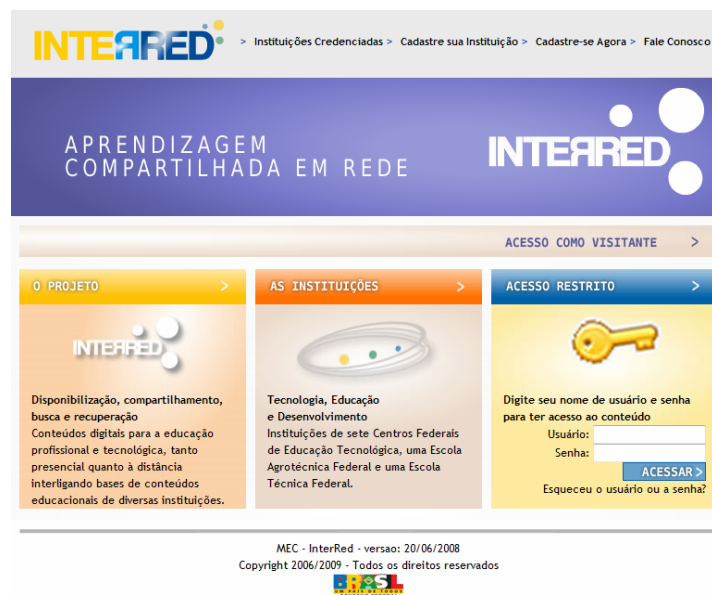 INTERRED
> Instituições Credenciadas > Cadastre sua Instituição > Cadastre-se Agora > Fale Conosco
APRENDIZAGEM
COMPARTILHADA EM REDE
INTERRED
ACESSO COMO VISITANTE >
O PROJETO >
INTERRED
Disponibilização, compartilhamento,
busca e recuperação
Conteúdos digitais para a educação
profissional e tecnológica, tanto
presencial quanto à distância
interligando bases de conteúdos
educacionais de diversas instituições.
AS INSTITUIÇÕES >
Tecnologia, Educação
e Desenvolvimento
Instituições de sete Centros Federais
de Educação Tecnológica, uma Escola
Agrotécnica Federal e uma Escola
Técnica Federal.
ACESSO RESTRITO >
Digite seu nome de usuário e senha
para ter acesso ao conteúdo
Usuário:
Senha:
ACESSAR >
Esqueceu o usuário ou a senha?
MEC - InterRed - versao: 20/06/2008
Copyright 2006/2009 - Todos os direitos reservados
BRASIL
UM PAÍS DE TODOS